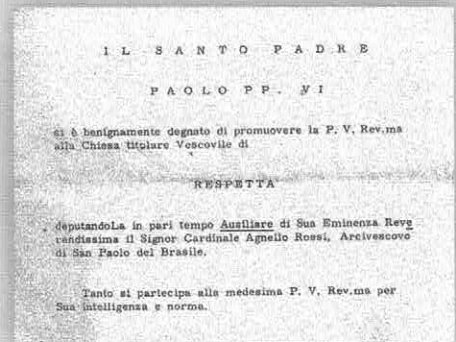 IL SANTO PADRE
PAOLO PP. VI
si è benignamente degnato di promuovere la P. V. Rev.ma
alla Chiesa titolare Vescovile di
RESPETTA
deputandoLa in pari tempo Ausiliare di Sua Eminenza Reve
rendissima il Signor Cardinale Agnello Rossi, Arcivescovo
di San Paolo del Brasile.
Tanto si partecipa alla medesima P. V. Rev.ma per
Sua intelligenza e norma.